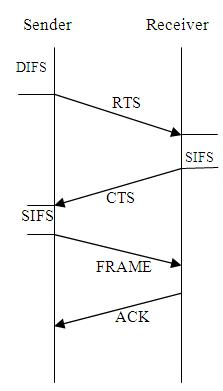 Sender Receiver
DIFS
RTS
SIFS
CTS
SIFS
FRAME
ACK